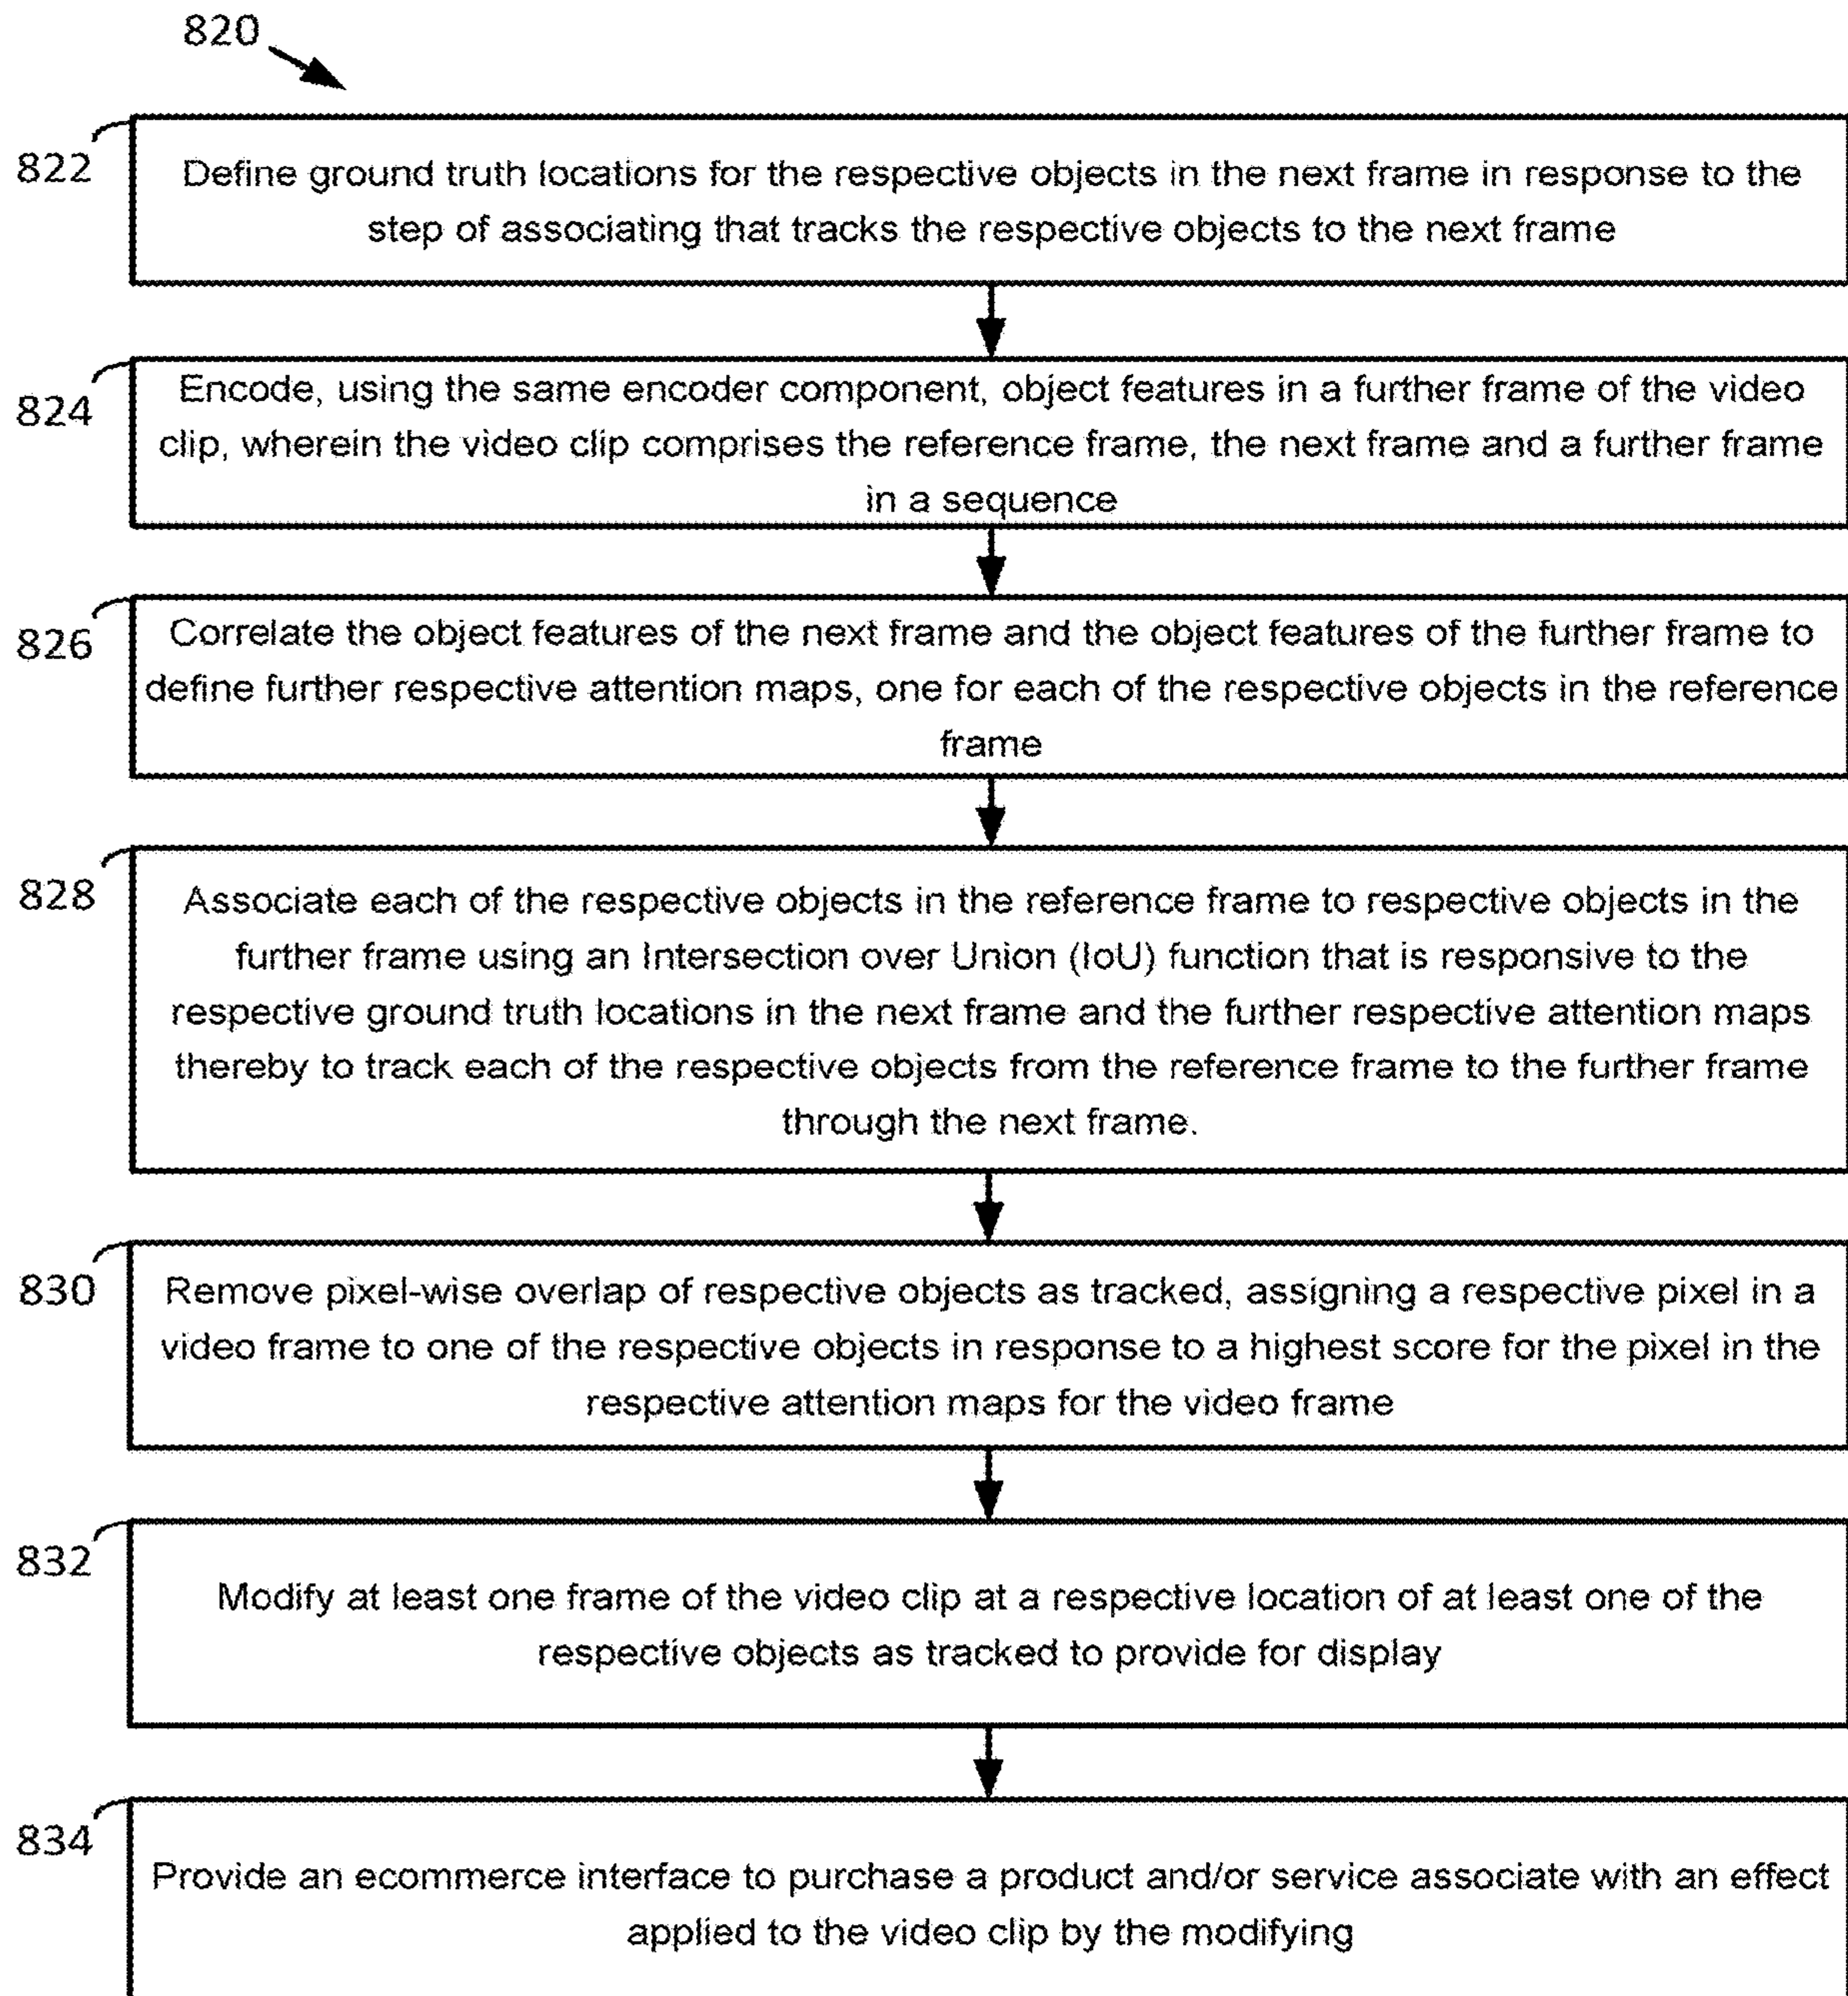 820
822
Define ground truth locations for the respective objects in the next frame in response to the
step of associating that tracks the respective objects to the next frame
824
Encode, using the same encoder component, object features in a further frame of the video
clip, wherein the video clip comprises the reference frame, the next frame and a further frame
in a sequence
826
Correlate the object features of the next frame and the object features of the further frame to
define further respective attention maps, one for each of the respective objects in the reference
frame
828
Associate each of the respective objects in the reference frame to respective objects in the
further frame using an Intersection over Union (IoU) function that is responsive to the
respective ground truth locations in the next frame and the further respective attention maps
thereby to track each of the respective objects from the reference frame to the further frame
through the next frame.
830
Remove pixel-wise overlap of respective objects as tracked, assigning a respective pixel in a
video frame to one of the respective objects in response to a highest score for the pixel in the
respective attention maps for the video frame
832
Modify at least one frame of the video clip at a respective location of at least one of the
respective objects as tracked to provide for display
834
Provide an ecommerce interface to purchase a product and/or service associate with an effect
applied to the video clip by the modifying